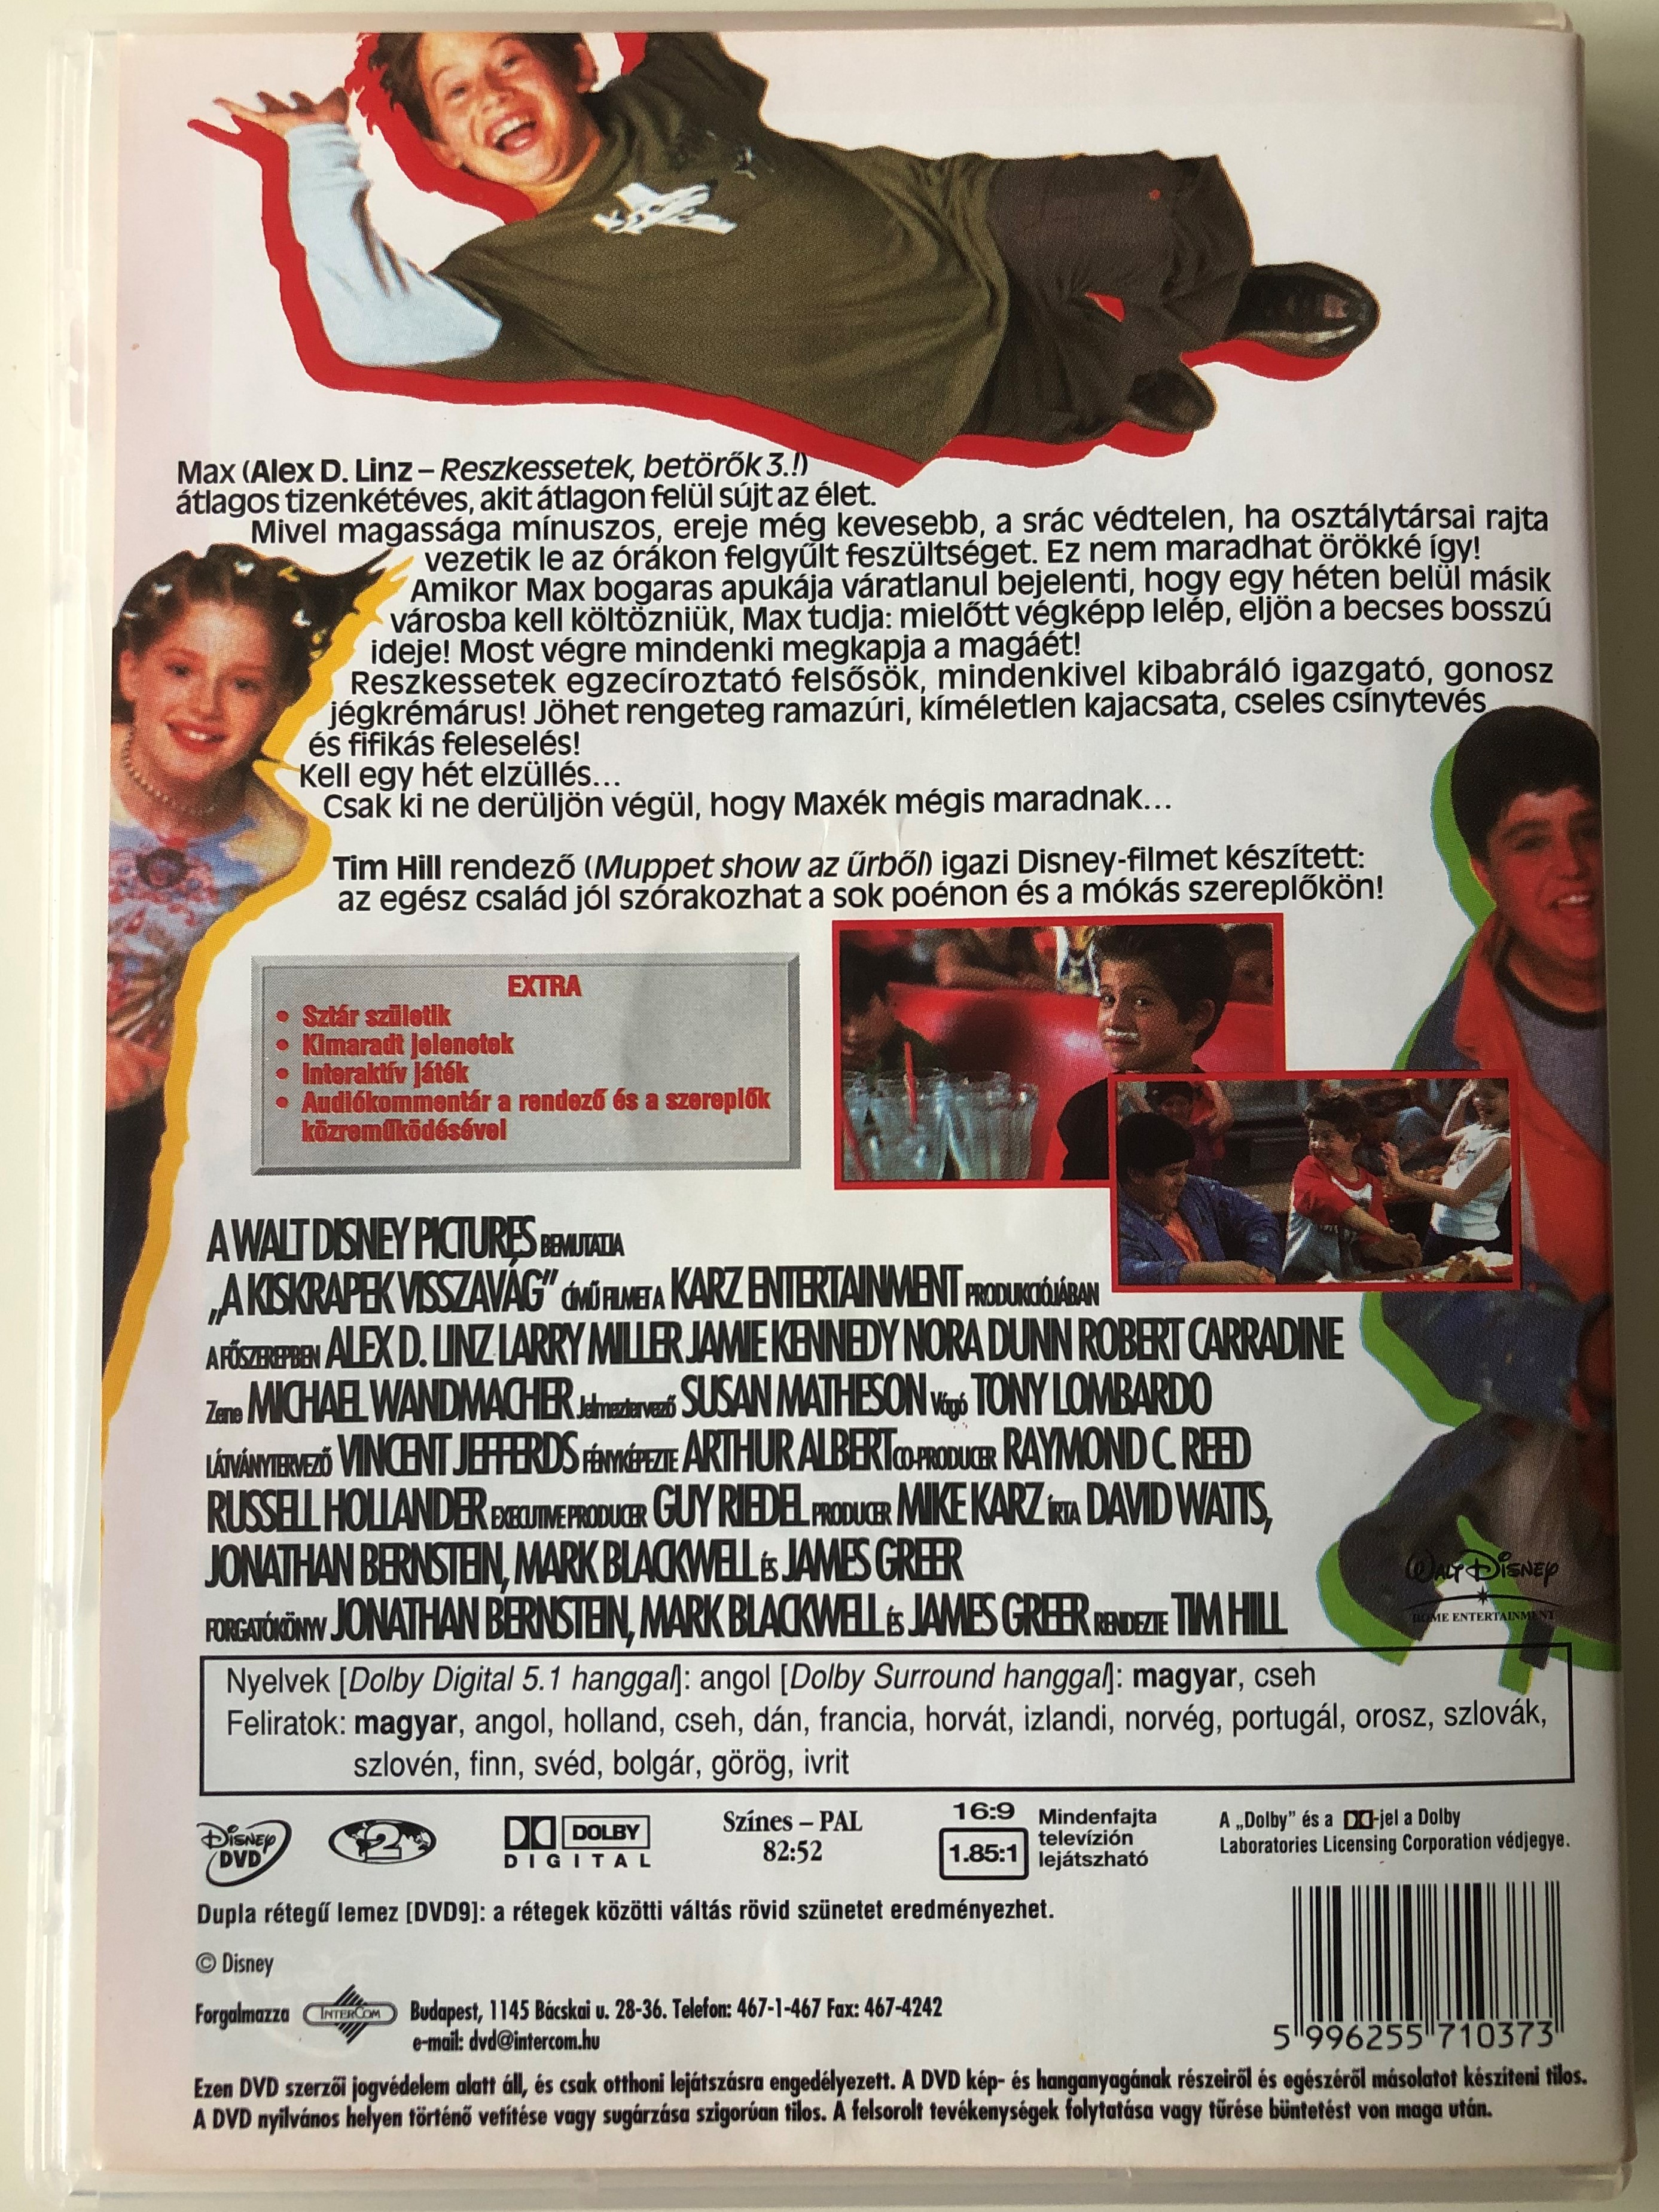 Max (Alex D. Linz – Reszkessetek, betörők 3.!)
átlagos tizenkétéves, akit átlagon felül sújt az élet.
Mivel magassága mínuszos, ereje még kevesebb, a srác védtelen, ha osztálytársai rajta
vezetik le az órákon felgyűlt feszültséget. Ez nem maradhat örökké így!
Amikor Max bogaras apukája váratlanul bejelenti, hogy egy héten belül másik
városba kell költözniük, Max tudja: mielőtt végképp lelép, eljön a becses bosszú
ideje! Most végre mindenki megkapja a magáét!
Reszkessetek egzecíroztató felsősök, mindenkivel kibabráló igazgató, gonosz
jégkrémárus! Jöhet rengeteg ramazúri, kíméletlen kajacsata, cseles csínytevés
és fifikás feleselés!
Kell egy hét elzüllés...
Csak ki ne derüljön végül, hogy Maxék mégis maradnak...
Tim Hill rendező (Muppet show az űrből) igazi Disney-filmet készített:
az egész család jól szórakozhat a sok poénon és a mókás szereplőkön!
EXTRA
• Sztár születik
• Kimaradt jelenetek
• Interaktív játék
• Audiókommentár a rendező és a szereplők
közreműködésével
A WALT DISNEY PICTURES BEMUTATJA
„A KISKRAPEK VISSZAVÁG” CÍMŰ FILMET A KARZ ENTERTAINMENT PRODUKCIÓJÁBAN
A FŐSZEREPBEN ALEX D. LINZ LARRY MILLER JAMIE KENNEDY NORA DUNN ROBERT CARRADINE
Zene MICHAEL WANDMACHER Jelmeztervező SUSAN MATHESON Vágó TONY LOMBARDO
LÁTVÁNYTERVEZŐ VINCENT JEFFERDS FÉNYKÉPEZTE ARTHUR ALBERT CO-PRODUCER RAYMOND C. REED
RUSSELL HOLLANDER EXECUTIVE PRODUCER GUY RIEDEL PRODUCER MIKE KARZ ÍRTA DAVID WATTS,
JONATHAN BERNSTEIN, MARK BLACKWELL ÉS JAMES GREER
FORGATÓKÖNYV JONATHAN BERNSTEIN, MARK BLACKWELL ÉS JAMES GREER RENDEZTE TIM HILL
WALT DISNEY
HOME ENTERTAINMENT
Nyelvek [Dolby Digital 5.1 hanggal]: angol [Dolby Surround hanggal]: magyar, cseh
Feliratok: magyar, angol, holland, cseh, dán, francia, horvát, izlandi, norvég, portugál, orosz, szlovák,
szlovén, finn, svéd, bolgár, görög, ivrit
DISNEY
DVD
2
DOLBY
DIGITAL
Színes – PAL
82:52
16:9
1.85:1
Mindenfajta
televízión
lejátszható
A „Dolby” és a DD-jel a Dolby
Laboratories Licensing Corporation védjegye.
Dupla rétegű lemez [DVD9]: a rétegek közötti váltás rövid szünetet eredményezhet.
© Disney
Forgalmazza INTERCOM Budapest, 1145 Bácskai u. 28-36. Telefon: 467-1-467 Fax: 467-4242
e-mail: dvd@intercom.hu
5 996255 710373
Ezen DVD szerzői jogvédelem alatt áll, és csak otthoni lejátszásra engedélyezett. A DVD kép- és hanganyagának részeiről és egészéről másolatot készíteni tilos.
A DVD nyilvános helyen történő vetítése vagy sugárzása szigorúan tilos. A felsorolt tevékenységek folytatása vagy tűrése büntetést von maga után.